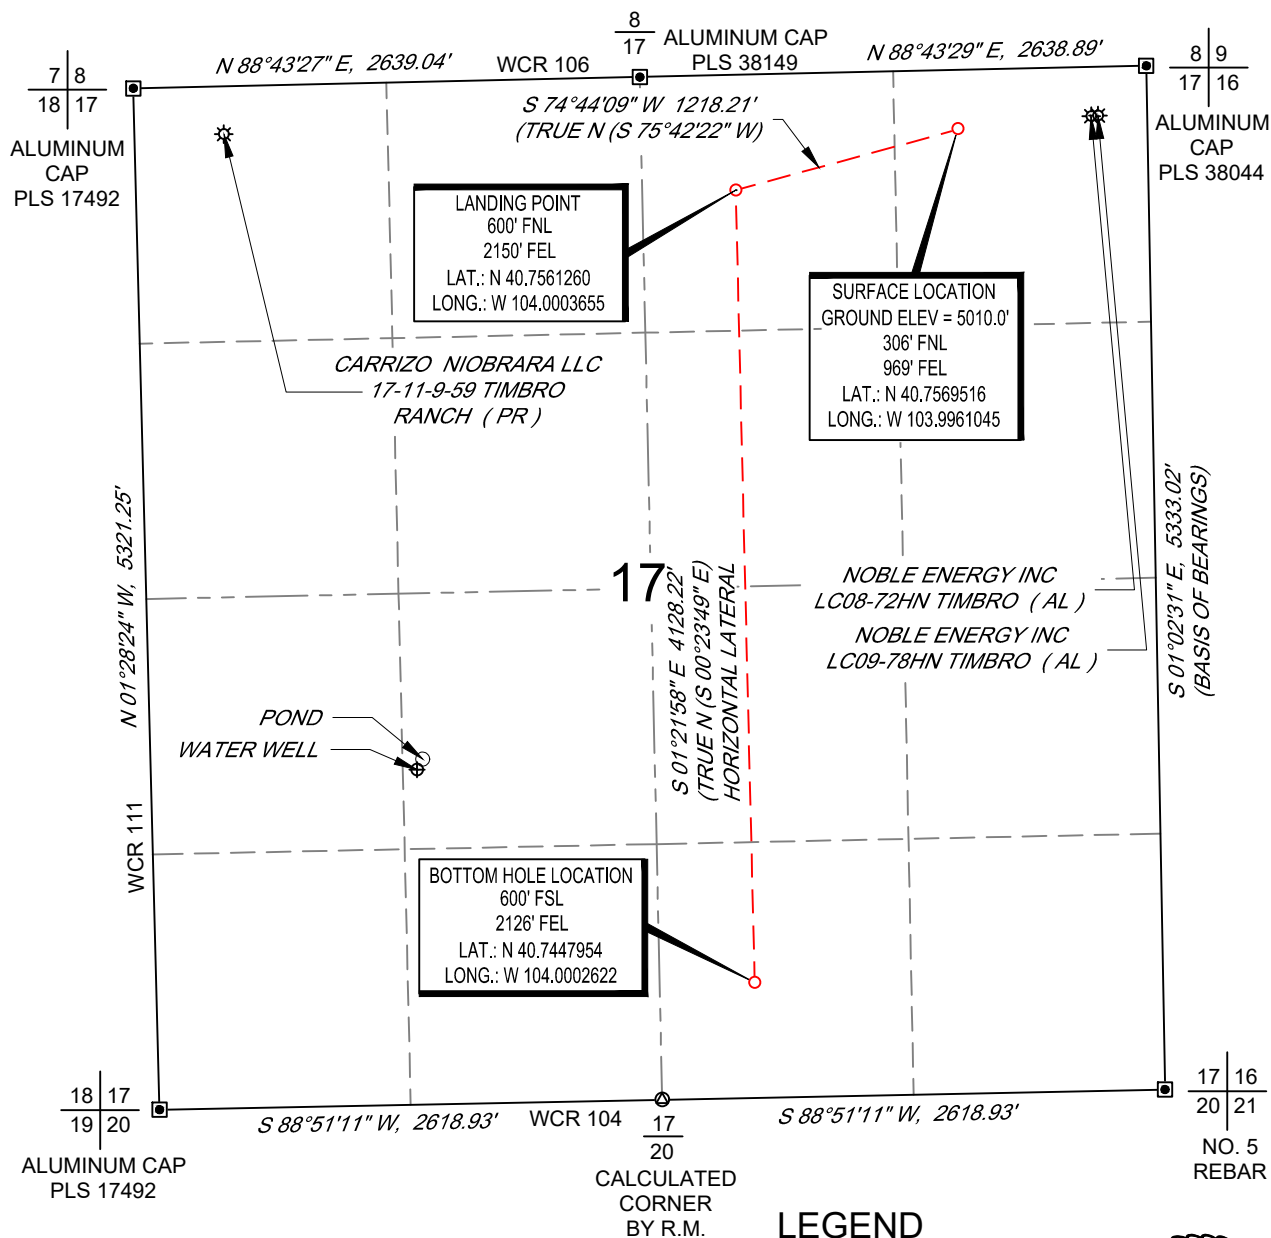 8
17
ALUMINUM CAP
PLS 38149
7 8
18 17
N 88°43'27" E, 2639.04'
WCR 106
N 88°43'29" E, 2638.89'
8 9
17 16
ALUMINUM
CAP
PLS 17492
ALUMINUM
CAP
PLS 38044
S 74°44'09" W 1218.21'
(TRUE N (S 75°42'22" W)
LANDING POINT
600' FNL
2150' FEL
LAT.: N 40.7561260
LONG.: W 104.0003655
SURFACE LOCATION
GROUND ELEV = 5010.0'
306' FNL
969' FEL
LAT.: N 40.7569516
LONG.: W 103.9961045
CARRIZO NIOBRARA LLC
17-11-9-59 TIMBRO
RANCH ( PR )
N 01°28'24" W, 5321.25'
WCR 111
17
S 01°21'58" E 4128.22'
(TRUE N (S 00°23'49" E)
HORIZONTAL LATERAL
NOBLE ENERGY INC
LC08-72HN TIMBRO ( AL )
NOBLE ENERGY INC
LC09-78HN TIMBRO ( AL )
S 01°02'31" E, 5333.02'
(BASIS OF BEARINGS)
POND
WATER WELL
BOTTOM HOLE LOCATION
600' FSL
2126' FEL
LAT.: N 40.7447954
LONG.: W 104.0002622
18 17
19 20
ALUMINUM CAP
PLS 17492
S 88°51'11" W, 2618.93'
WCR 104
17
20
CALCULATED
CORNER
BY R.M.
S 88°51'11" W, 2618.93'
17 16
20 21
NO. 5
REBAR
LEGEND